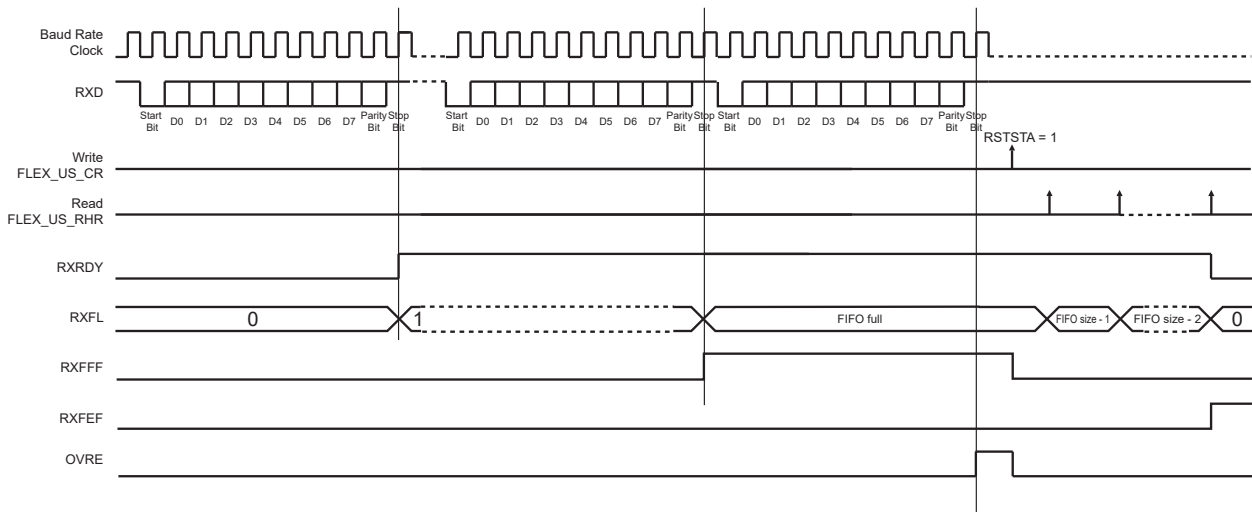 Baud Rate
Clock
RXD
Start
Bit
D0 D1 D2 D3 D4 D5 D6 D7
Parity
Bit
Stop
Bit
Start
Bit
D0 D1 D2 D3 D4 D5 D6 D7
Parity
Bit
Stop
Bit
Start
Bit
D0 D1 D2 D3 D4 D5 D6 D7
Parity
Bit
Stop
Bit
Write
FLEX_US_CR
RSTSTA = 1
Read
FLEX_US_RHR
RXRDY
RXFL
0
1
FIFO full
FIFO size - 1
FIFO size - 2
0
RXFFF
RXFEF
OVRE